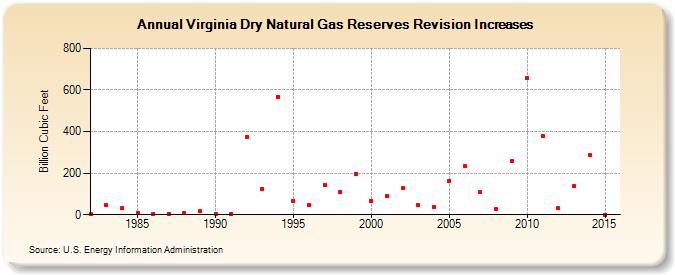 Annual Virginia Dry Natural Gas Reserves Revision Increases
Billion Cubic Feet
800
600
400
200
0
1985 1990 1995 2000 2005 2010 2015
Source: U.S. Energy Information Administration